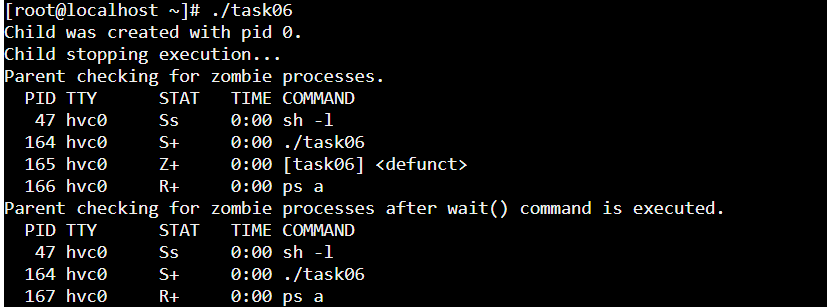 [root@localhost ~]# ./task06
Child was created with pid 0.
Child stopping execution...
Parent checking for zombie processes.
  PID TTY      STAT   TIME COMMAND
   47 hvc0     Ss     0:00 sh -l
  164 hvc0     S+     0:00 ./task06
  165 hvc0     Z+     0:00 [task06] <defunct>
  166 hvc0     R+     0:00 ps a
Parent checking for zombie processes after wait() command is executed.
  PID TTY      STAT   TIME COMMAND
   47 hvc0     Ss     0:00 sh -l
  164 hvc0     S+     0:00 ./task06
  167 hvc0     R+     0:00 ps a